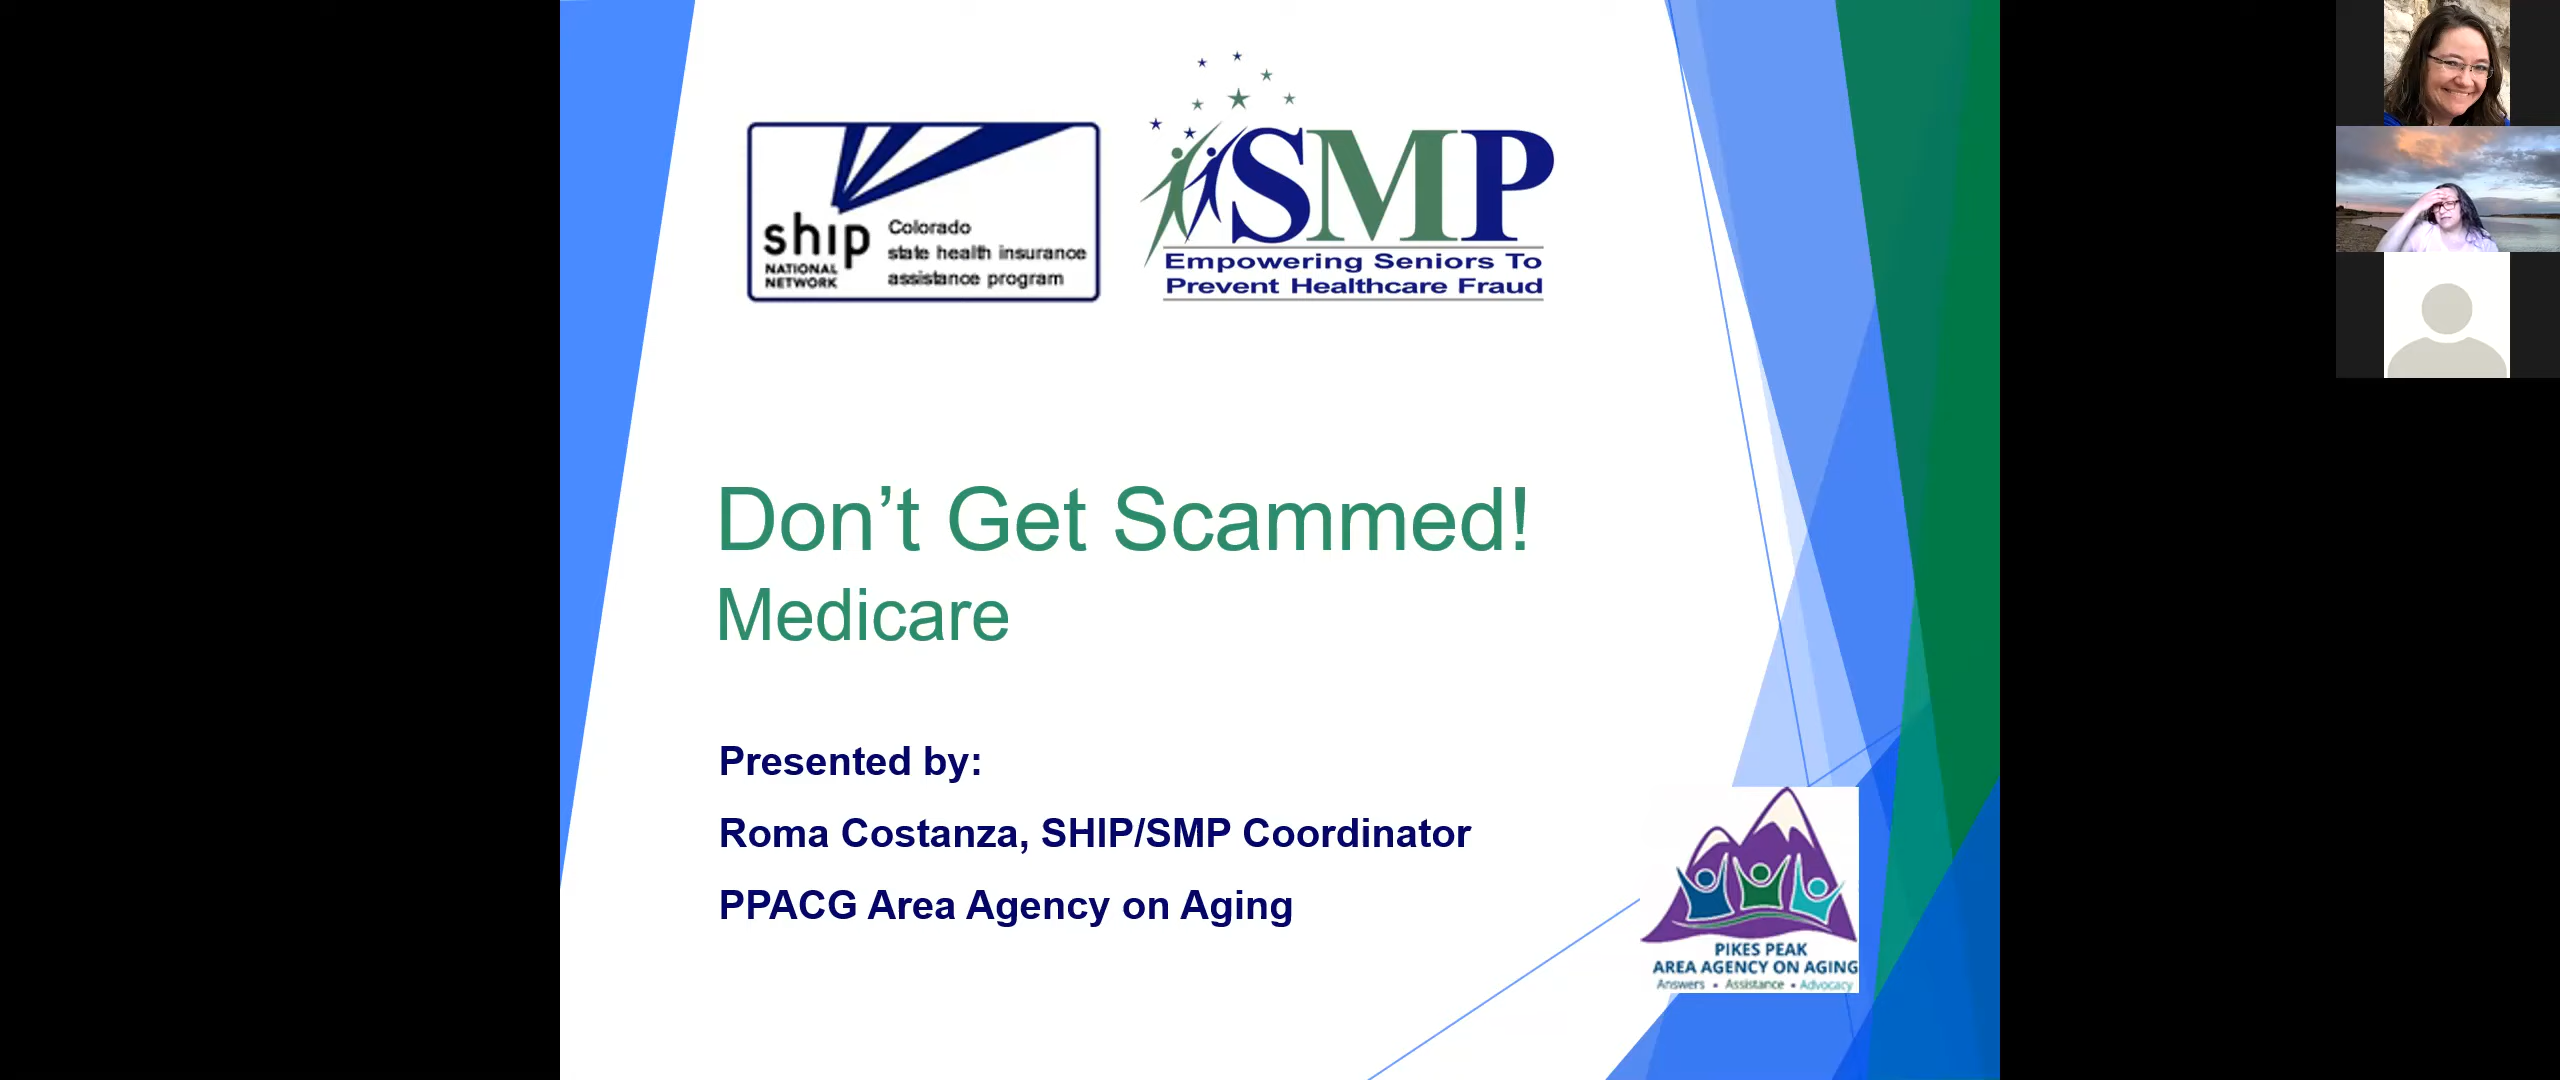 ship
NATIONAL
NETWORK
Colorado
state health insurance
assistance program
SMP
Empowering Seniors To
Prevent Healthcare Fraud
Don’t Get Scammed!
Medicare
Presented by:
Roma Costanza, SHIP/SMP Coordinator
PPACG Area Agency on Aging
PIKES PEAK
AREA AGENCY ON AGING
Answers • Assistance • Advocacy